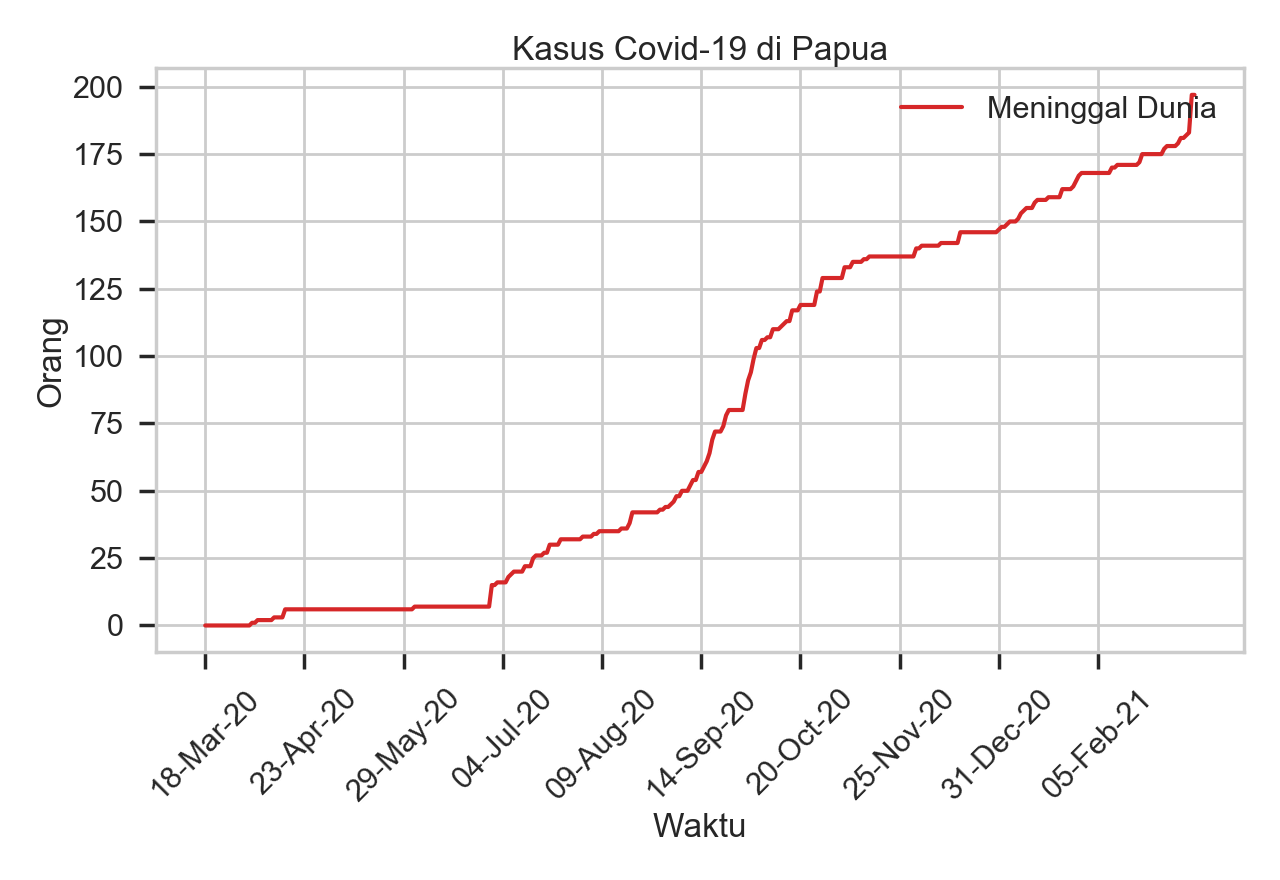 Kasus Covid-19 di Papua
Meninggal Dunia
200
175
150
125
100
75
50
25
0
Orang
18-Mar-20
23-Apr-20
29-May-20
04-Jul-20
09-Aug-20
14-Sep-20
20-Oct-20
25-Nov-20
31-Dec-20
05-Feb-21
Waktu